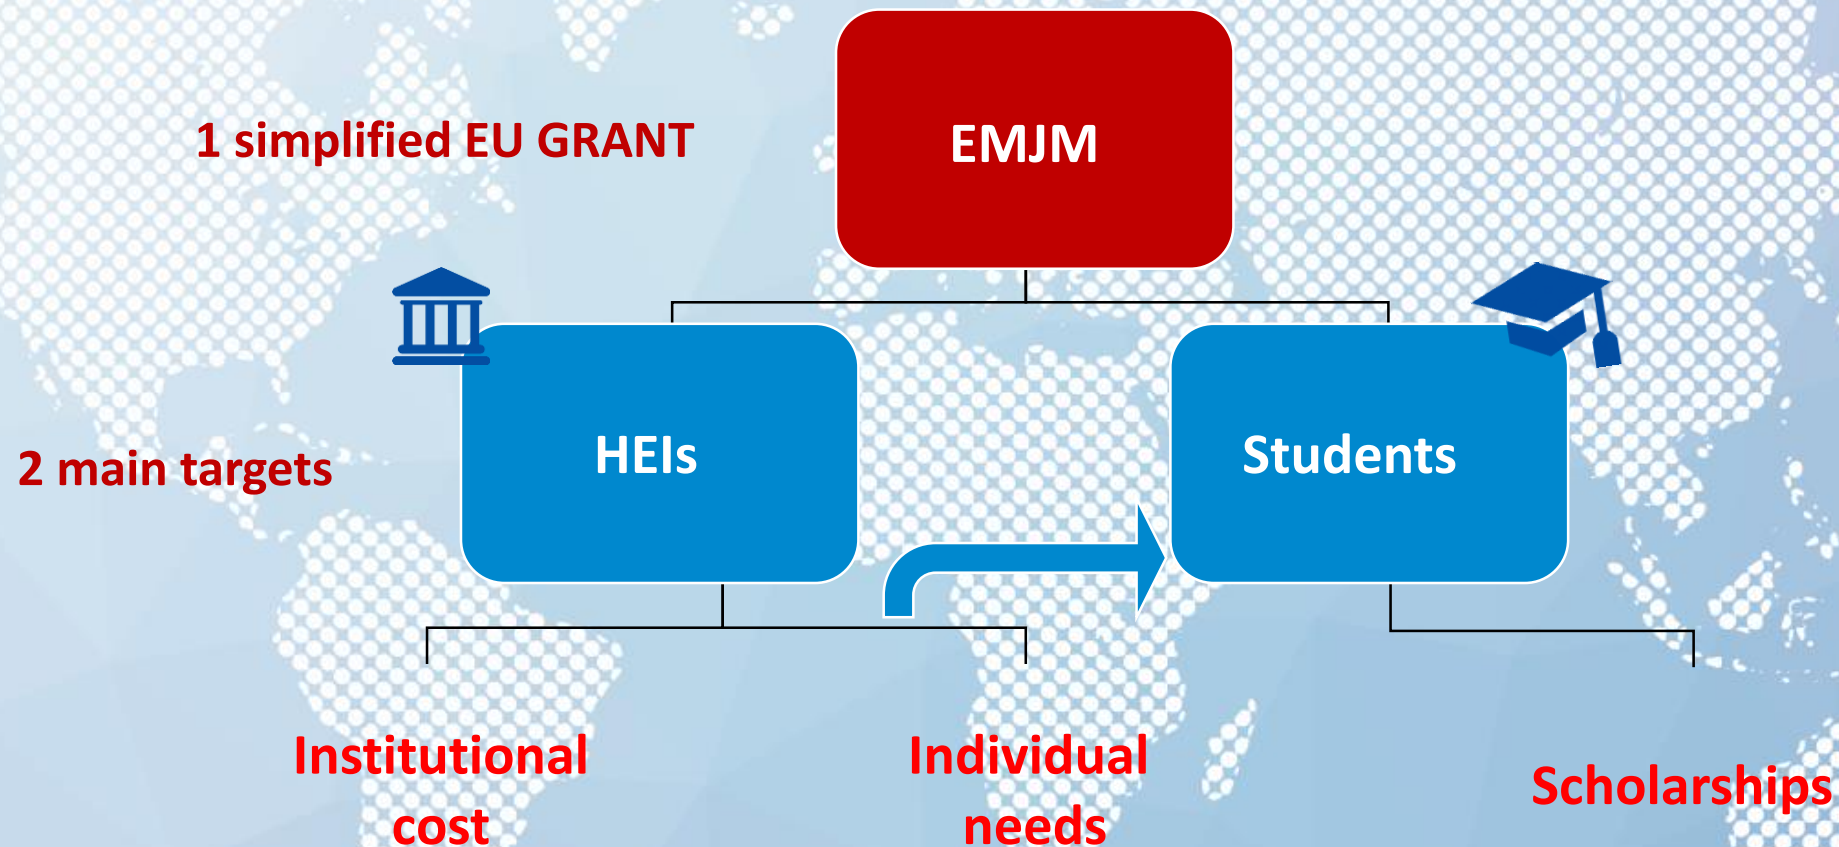 EMJM
1 simplified EU GRANT
HEIs
Students
2 main targets
Institutional
cost
Individual
needs
Scholarships